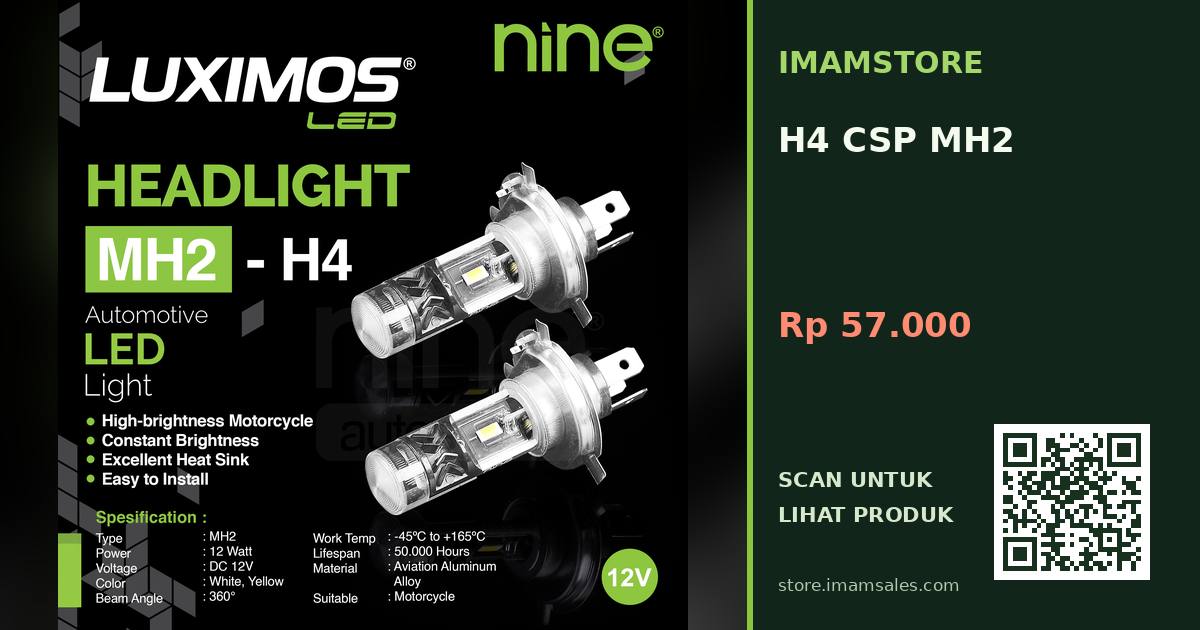 nine®
LUXIMOS®
LED
HEADLIGHT
MH2 - H4
Automotive
LED
Light
High-brightness Motorcycle
Constant Brightness
Excellent Heat Sink
Easy to Install
Spesification :
Type : MH2
Power : 12 Watt
Voltage : DC 12V
Color : White, Yellow
Beam Angle : 360°
Work Temp : -45ºC to +165ºC
Lifespan : 50.000 Hours
Material : Aviation Aluminum
Alloy
Suitable : Motorcycle
12V
IMAMSTORE
H4 CSP MH2
Rp 57.000
SCAN UNTUK
LIHAT PRODUK
store.imamsales.com